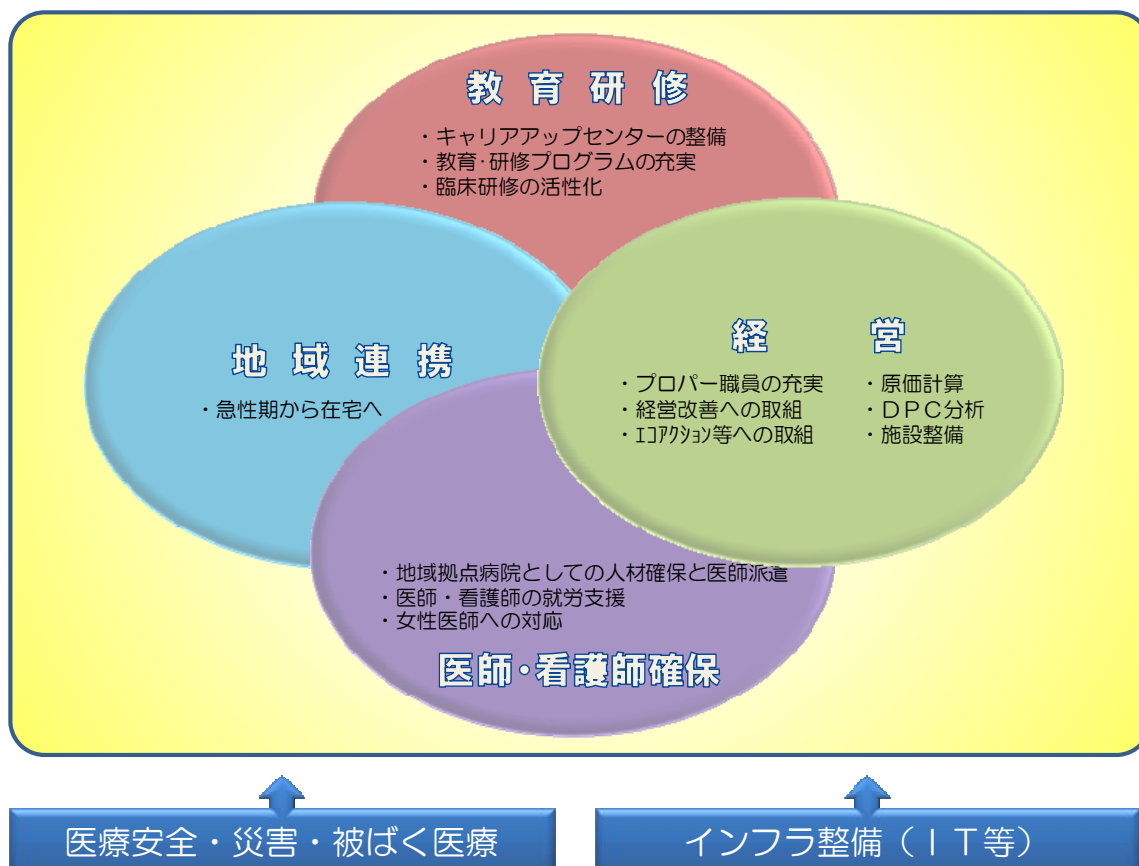 教育研修
・キャリアアップセンターの整備
・教育･研修プログラムの充実
・臨床研修の活性化
地域連携
・急性期から在宅へ
経営
・プロパー職員の充実
・経営改善への取組
・ｴｺｱｸｼｮﾝ等への取組
・原価計算
・ＤＰＣ分析
・施設整備
・地域拠点病院としての人材確保と医師派遣
・医師・看護師の就労支援
・女性医師への対応
医師･看護師確保
医療安全・災害・被ばく医療
インフラ整備（ＩＴ等）